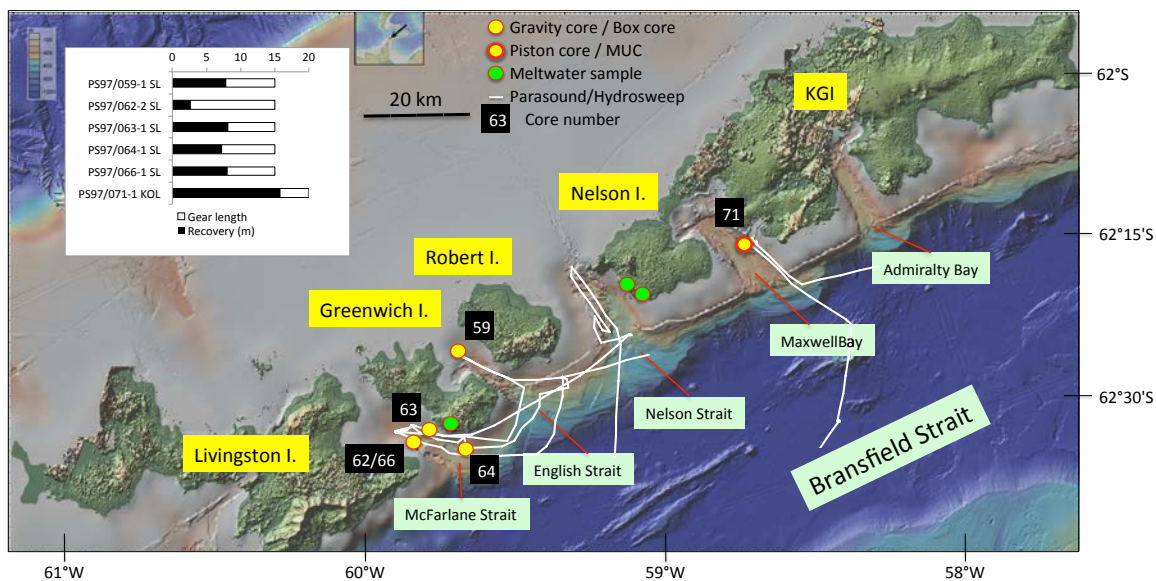 0 5 10 15 20
PS97/059-1 SL
PS97/062-2 SL
PS97/063-1 SL
PS97/064-1 SL
PS97/066-1 SL
PS97/071-1 KOL
Gear length
Recovery (m)
Gravity core / Box core
Piston core / MUC
Meltwater sample
Parasound/Hydrosweep
63 Core number
20 km
KGI
62°S
Nelson I.
71
62°15'S
Robert I.
Admiralty Bay
Greenwich I.
59
MaxwellBay
Nelson Strait
62°30'S
63
Bransfield Strait
Livingston I.
62/66
64
English Strait
McFarlane Strait
61°W 60°W 59°W 58°W